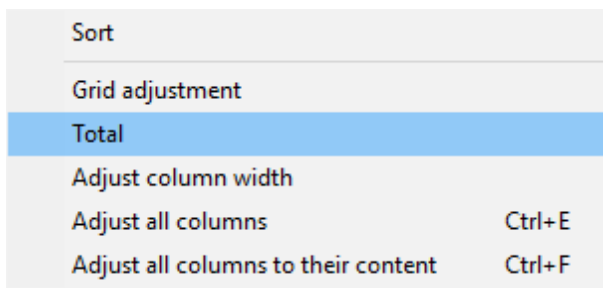 Sort
Grid adjustment
Total
Adjust column width
Adjust all columns Ctrl+E
Adjust all columns to their content Ctrl+F